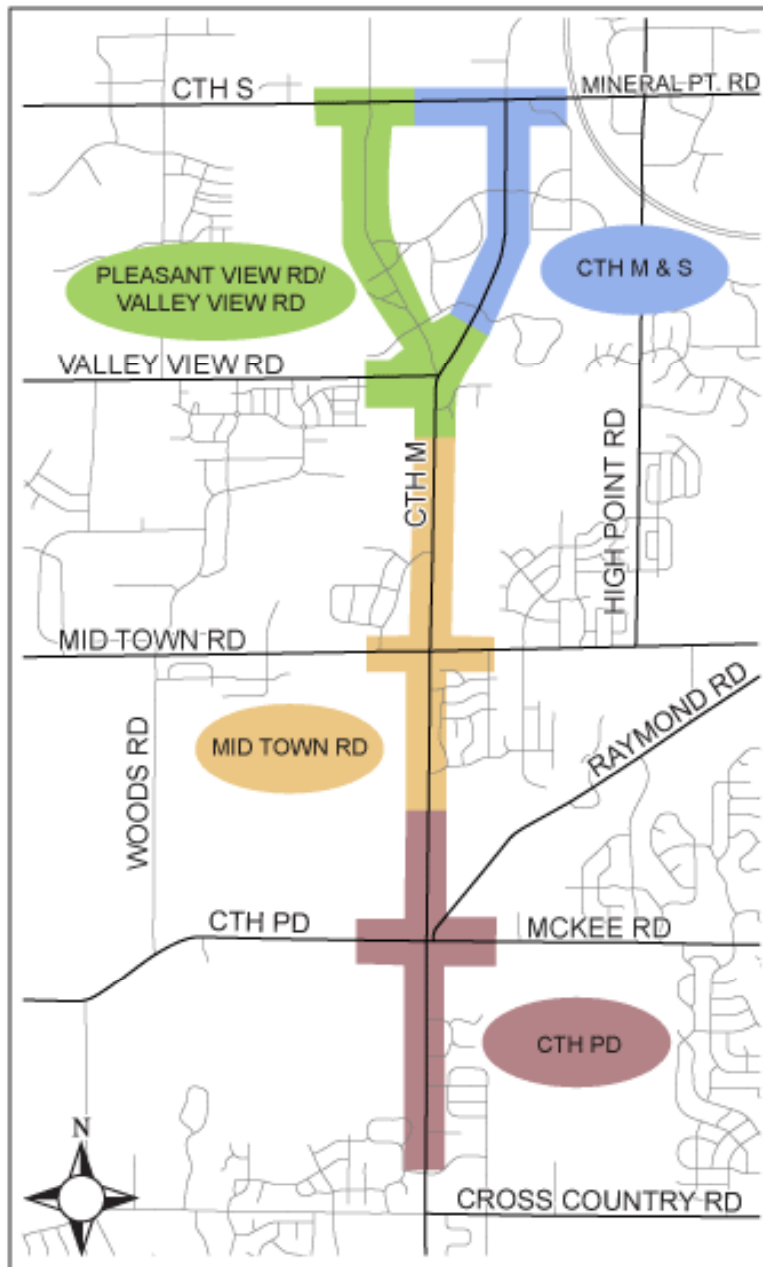 CTH S
MINERAL PT. RD
PLEASANT VIEW RD/
VALLEY VIEW RD
CTH M & S
VALLEY VIEW RD
CTH M
HIGH POINT RD
MID TOWN RD
RAYMOND RD
MID TOWN RD
WOODS RD
CTH PD
MCKEE RD
CTH PD
N
CROSS COUNTRY RD